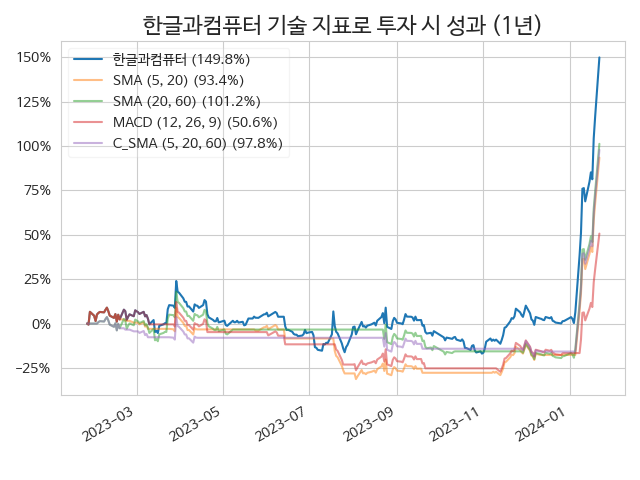 한글과컴퓨터 기술 지표로 투자 시 성과 (1년)
150%
125%
100%
75%
50%
25%
0%
−25%
한글과컴퓨터 (149.8%)
SMA (5, 20) (93.4%)
SMA (20, 60) (101.2%)
MACD (12, 26, 9) (50.6%)
C_SMA (5, 20, 60) (97.8%)
2023-03
2023-05
2023-07
2023-09
2023-11
2024-01